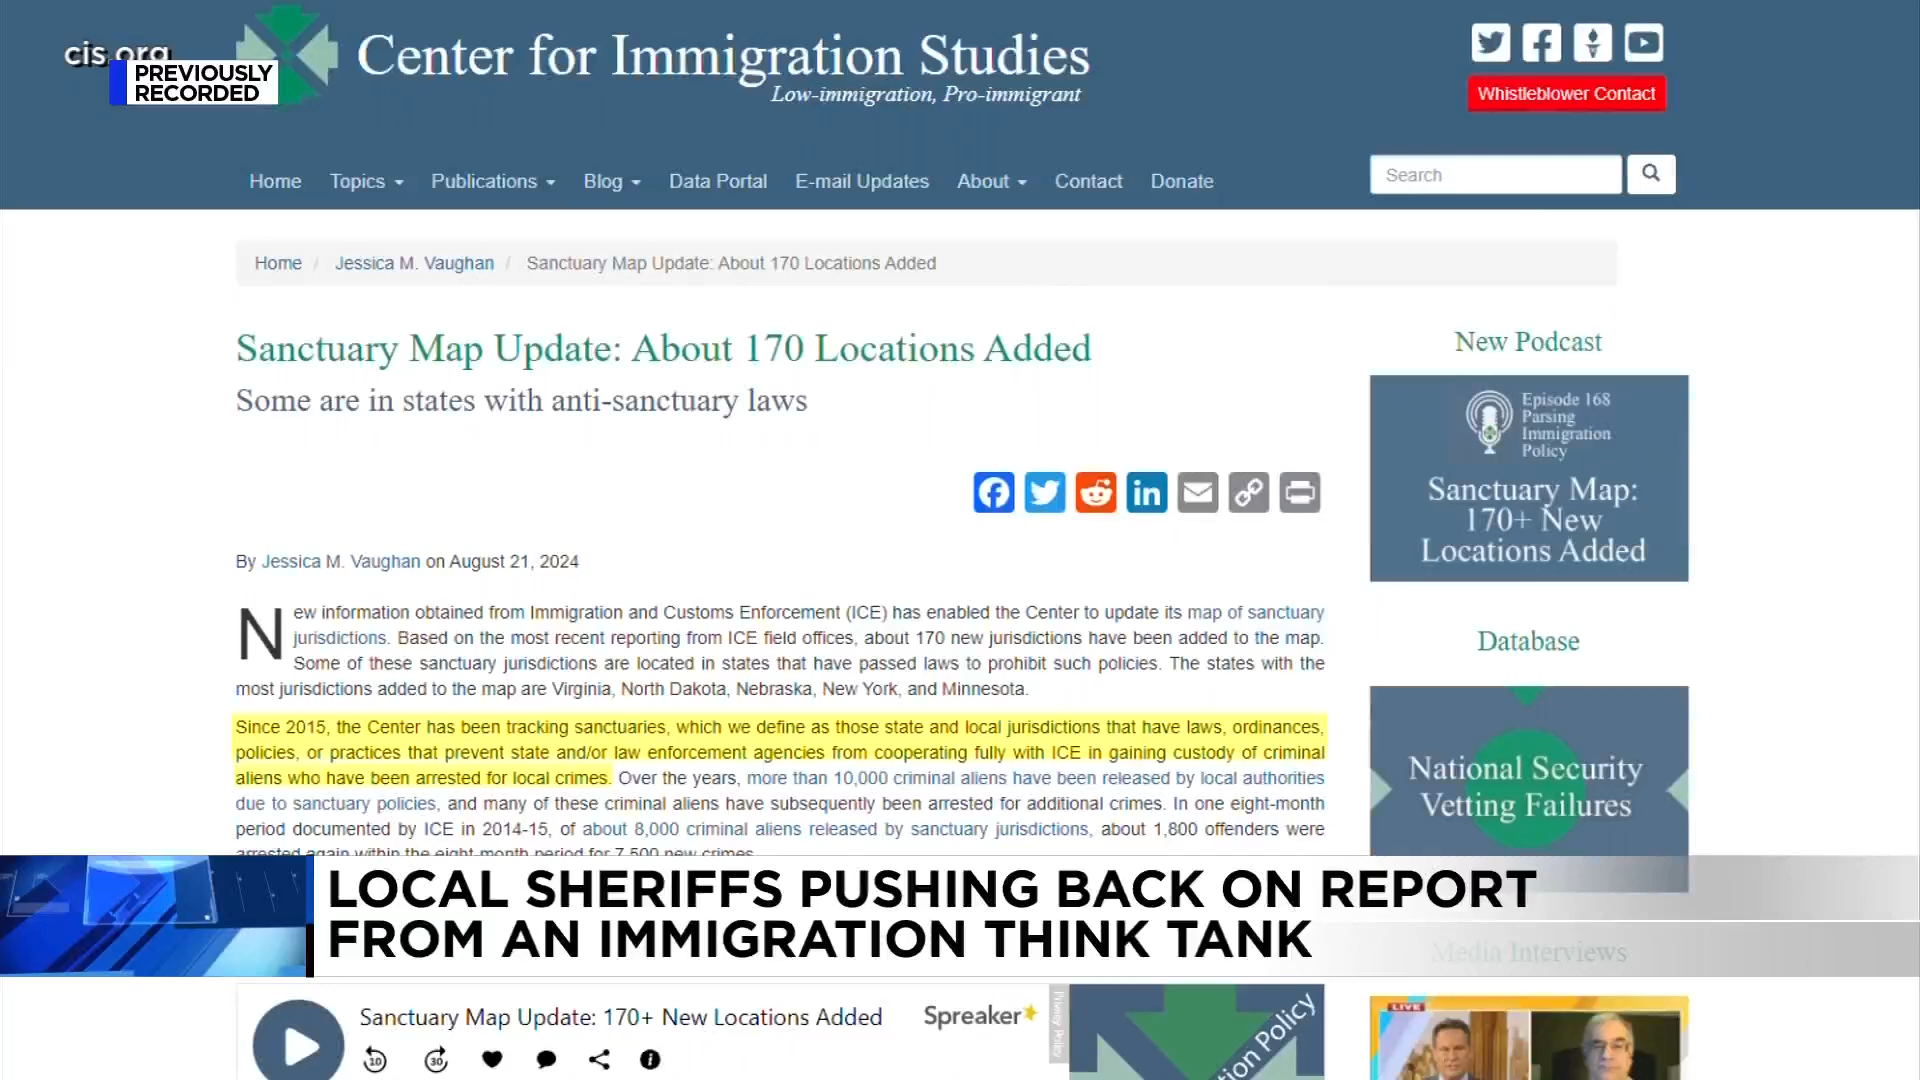 cis.org
PREVIOUSLY
RECORDED
Center for Immigration Studies
Low-immigration, Pro-immigrant
Whistleblower Contact
Home Topics Publications Blog Data Portal E-mail Updates About Contact Donate
Search
Home / Jessica M. Vaughan / Sanctuary Map Update: About 170 Locations Added
Sanctuary Map Update: About 170 Locations Added
Some are in states with anti-sanctuary laws
By Jessica M. Vaughan on August 21, 2024
New information obtained from Immigration and Customs Enforcement (ICE) has enabled the Center to update its map of sanctuary
jurisdictions. Based on the most recent reporting from ICE field offices, about 170 new jurisdictions have been added to the map.
Some of these sanctuary jurisdictions are located in states that have passed laws to prohibit such policies. The states with the
most jurisdictions added to the map are Virginia, North Dakota, Nebraska, New York, and Minnesota.
Since 2015, the Center has been tracking sanctuaries, which we define as those state and local jurisdictions that have laws, ordinances,
policies, or practices that prevent state and/or law enforcement agencies from cooperating fully with ICE in gaining custody of criminal
aliens who have been arrested for local crimes. Over the years, more than 10,000 criminal aliens have been released by local authorities
due to sanctuary policies, and many of these criminal aliens have subsequently been arrested for additional crimes. In one eight-month
period documented by ICE in 2014-15, of about 8,000 criminal aliens released by sanctuary jurisdictions, about 1,800 offenders were
arrested again within the eight-month period for 7,500 new crimes.
New Podcast
Episode 168
Parsing
Immigration
Policy
Sanctuary Map:
170+ New
Locations Added
Database
National Security
Vetting Failures
LOCAL SHERIFFS PUSHING BACK ON REPORT
FROM AN IMMIGRATION THINK TANK
Media Interviews
Sanctuary Map Update: 170+ New Locations Added
Spreaker
Privacy Policy
10
30
tion Policy
LIVE